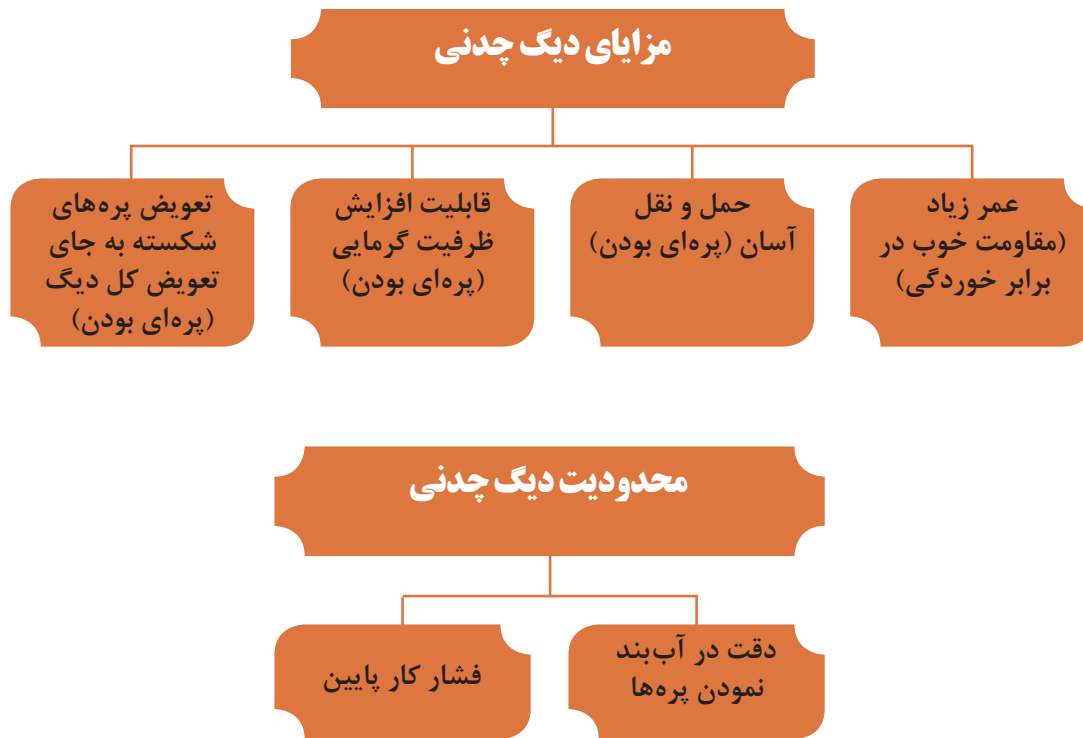 مزایای دیگ چدنی
عمر زیاد
(مقاومت خوب در
برابر خوردگی)
حمل و نقل
آسان (پره‌ای بودن)
قابلیت افزایش
ظرفیت گرمایی
(پره‌ای بودن)
تعویض پره‌های
شکسته به جای
تعویض کل دیگ
(پره‌ای بودن)
محدودیت دیگ چدنی
دقت در آب‌بند
نمودن پره‌ها
فشار کار پایین